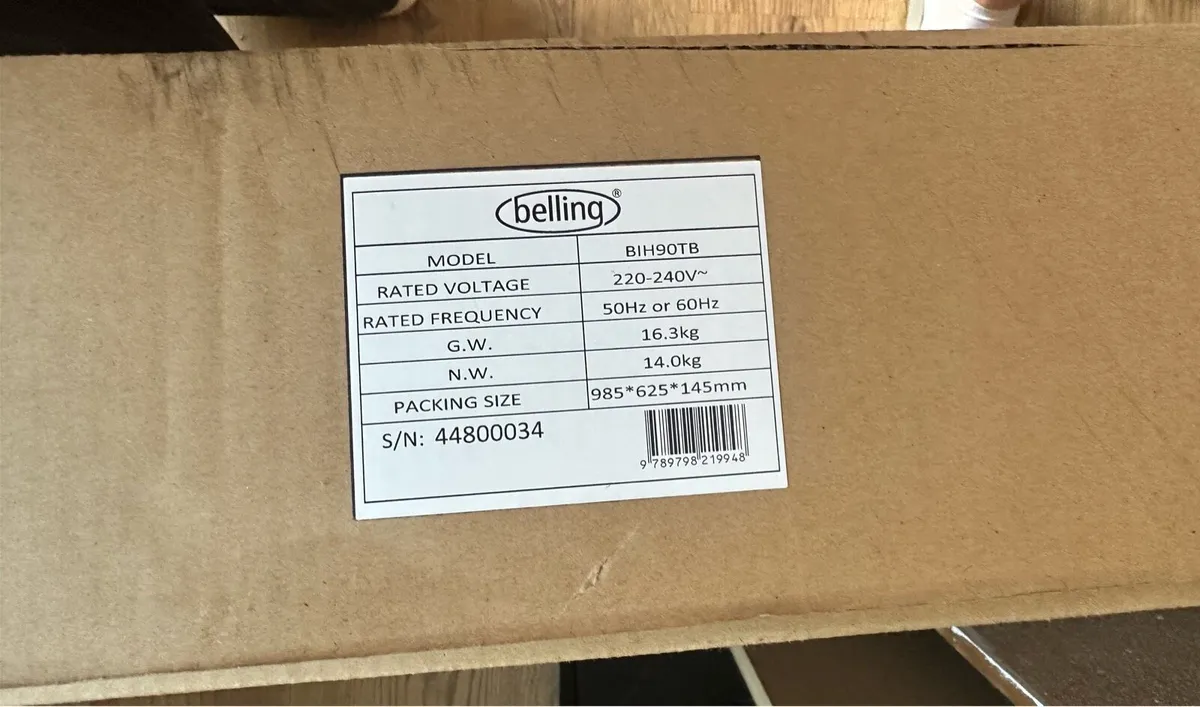 belling®
MODEL BIH90TB
RATED VOLTAGE 220-240V~
RATED FREQUENCY 50Hz or 60Hz
G.W. 16.3kg
N.W. 14.0kg
PACKING SIZE 985*625*145mm
S/N: 44800034
9 789798 219948